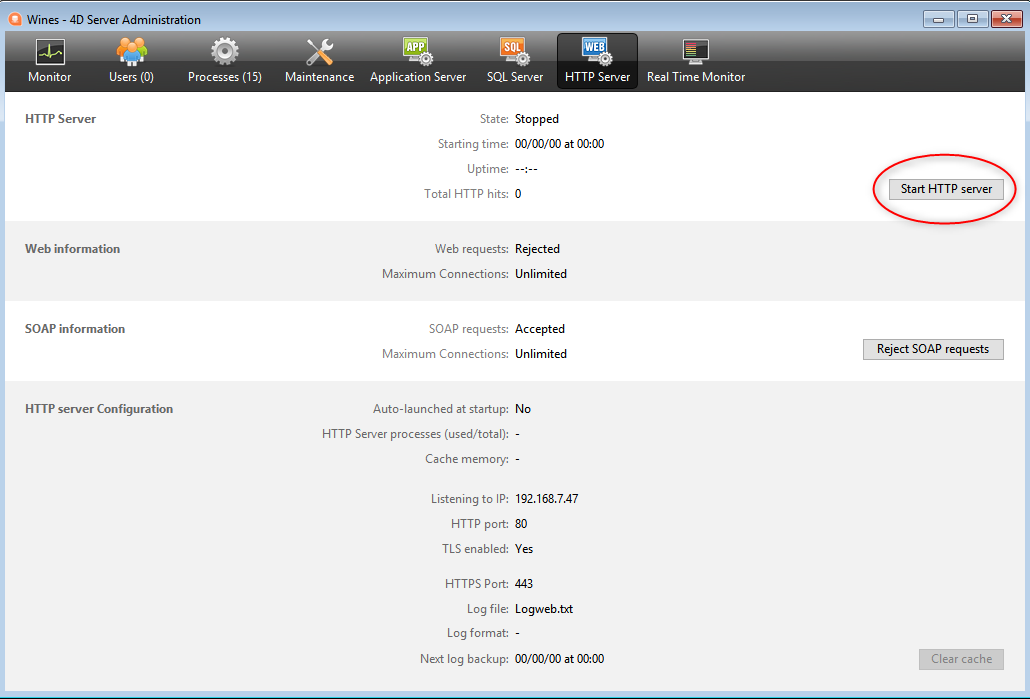 Wines - 4D Server Administration
APP SQL WEB
Monitor Users (0) Processes (15) Maintenance Application Server SQL Server HTTP Server Real Time Monitor
HTTP Server State: Stopped
Starting time: 00/00/00 at 00:00
Uptime: --:--
Start HTTP server
Total HTTP hits: 0
Web information Web requests: Rejected
Maximum Connections: Unlimited
SOAP information SOAP requests: Accepted
Maximum Connections: Unlimited Reject SOAP requests
HTTP server Configuration Auto-launched at startup: No
HTTP Server processes (used/total): -
Cache memory: -
Listening to IP: 192.168.7.47
HTTP port: 80
TLS enabled: Yes
HTTPS Port: 443
Log file: Logweb.txt
Log format: -
Next log backup: 00/00/00 at 00:00 Clear cache